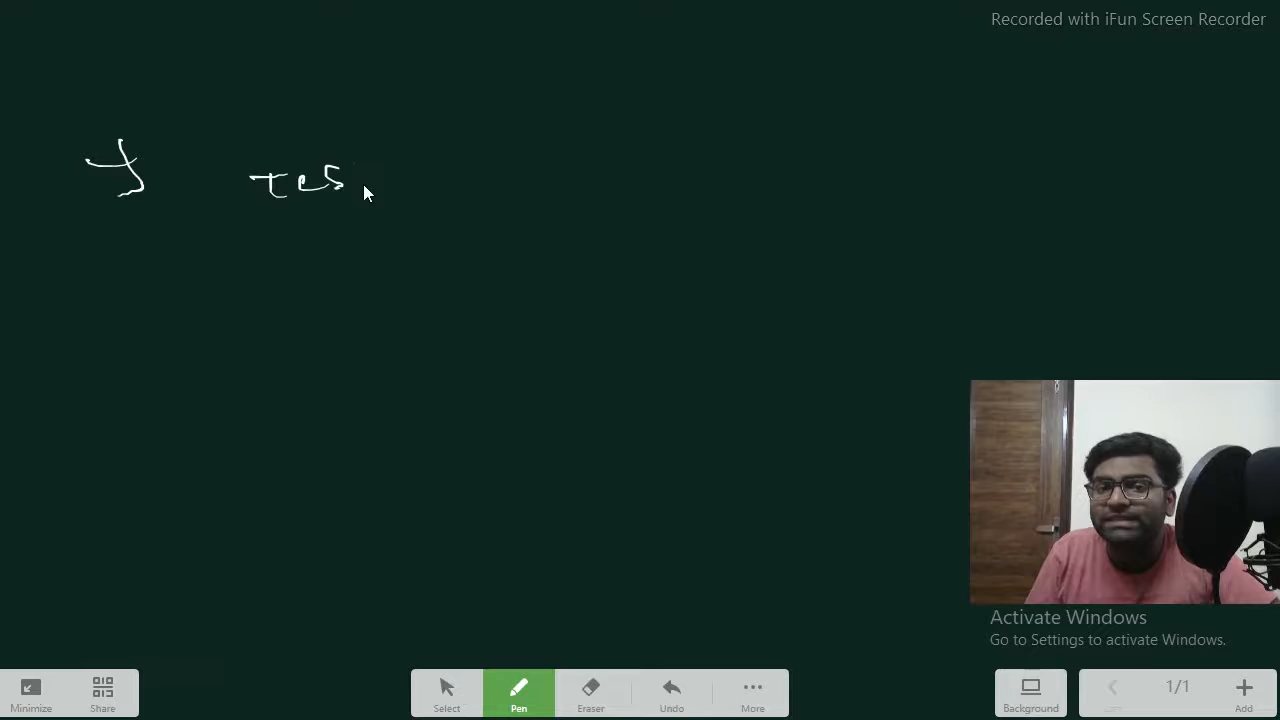 Recorded with iFun Screen Recorder
tes
Activate Windows
Go to Settings to activate Windows.
Minimize
Share
Select
Pen
Eraser
Undo
More
Background
1/1
Add